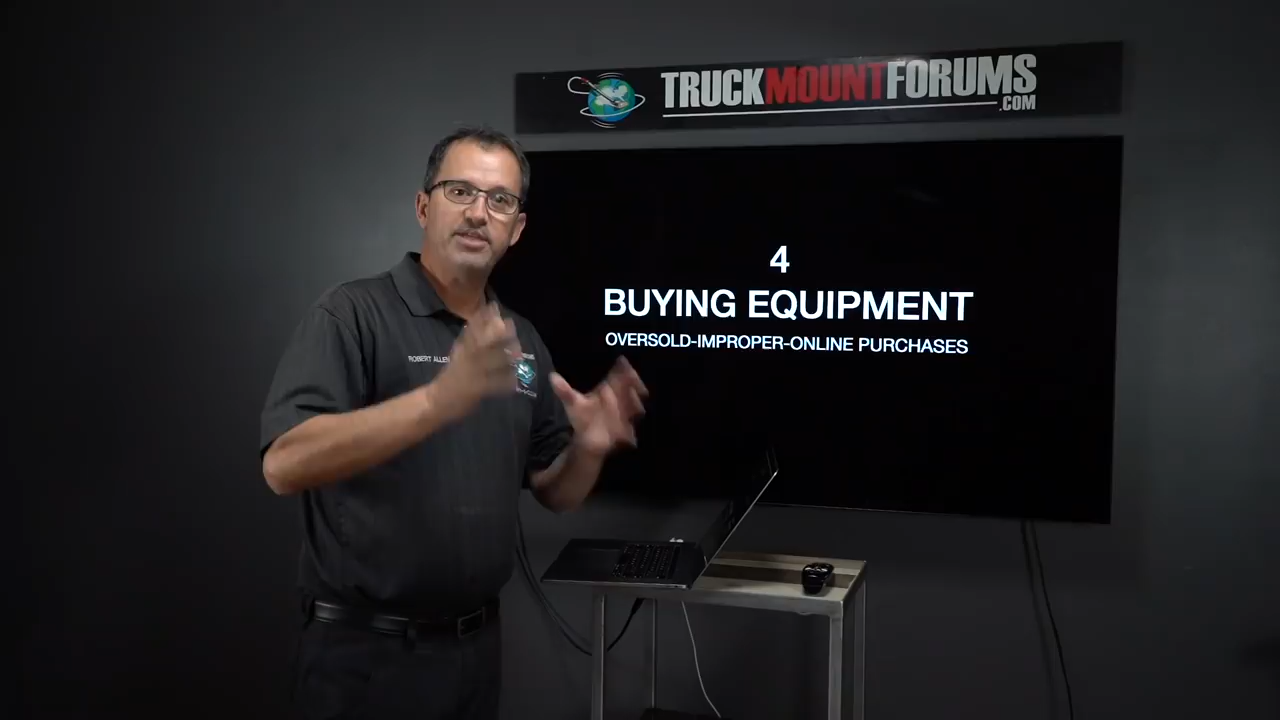 TRUCKMOUNTFORUMS
.COM
4
BUYING EQUIPMENT
OVERSOLD-IMPROPER-ONLINE PURCHASES
ROBERT ALLEN